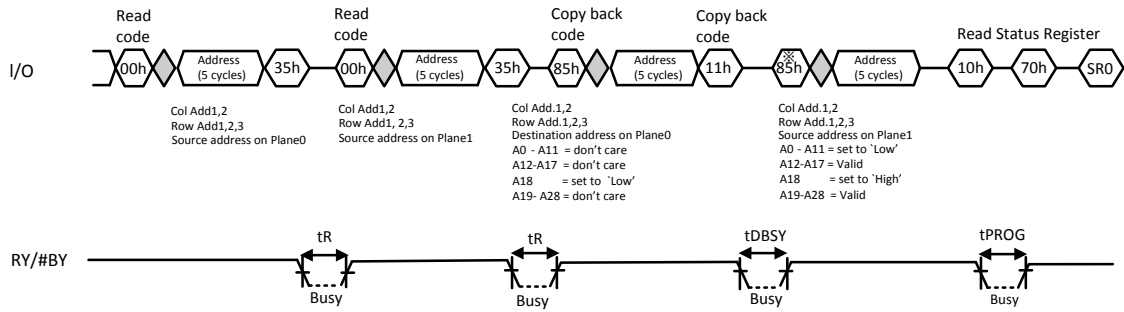 Read
code
Read
code
Copy back
code
Copy back
code
Read Status Register
I/O
00h
Address
(5 cycles)
35h
00h
Address
(5 cycles)
35h
85h
Address
(5 cycles)
11h
※
85h
Address
(5 cycles)
10h
70h
SR0
Col Add1,2
Row Add1,2,3
Source address on Plane0
Col Add1,2
Row Add1, 2,3
Source address on Plane1
Col Add.1,2
Row Add.1,2,3
Destination address on Plane0
A0 - A11 = don't care
A12-A17 = don't care
A18 = set to `Low'
A19- A28 = don't care
Col Add.1,2
Row Add.1,2,3
Source address on Plane1
A0 - A11 = set to `Low'
A12-A17 = Valid
A18 = set to `High'
A19-A28 = Valid
RY/#BY
tR
Busy
tR
Busy
tDBSY
Busy
tPROG
Busy